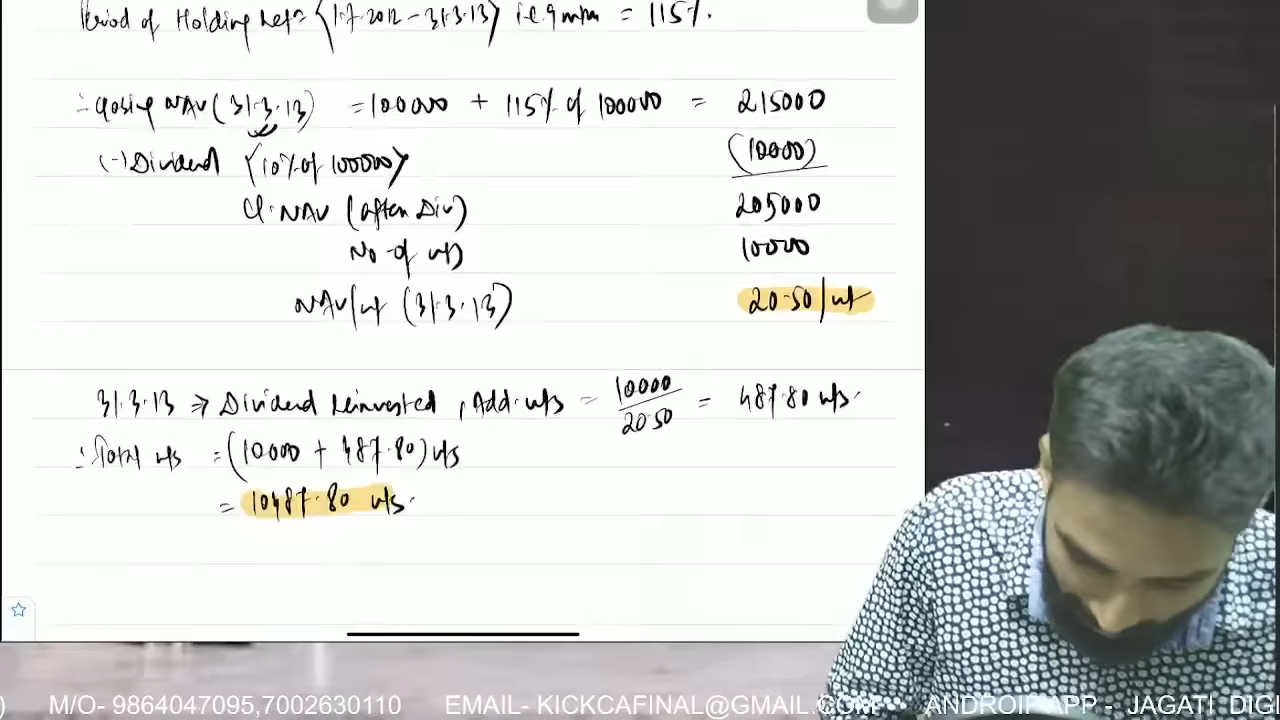 Period of Holding Ret^n {1.7.2012 - 31.3.13} i.e. 9 mths = 115%.
∴ Closing NAV (31.3.13) = 100000 + 115% of 100000 = 215000
(-) Dividend {10% of 100000} (10000)
Cl. NAV (after Div) 205000
No of uts 10000
NAV/ut (31.3.13) 20.50/ut
31.3.13 ⇒ Dividend Reinvested, Add. uts = 10000/20.50 = 487.80 uts.
∴ Total uts = (10000 + 487.80) uts
= 10487.80 uts.
) M/O- 9864047095,7002630110 EMAIL- KICKCAFINAL@GMAIL.COM ANDROID APP - JAGATI DIGI